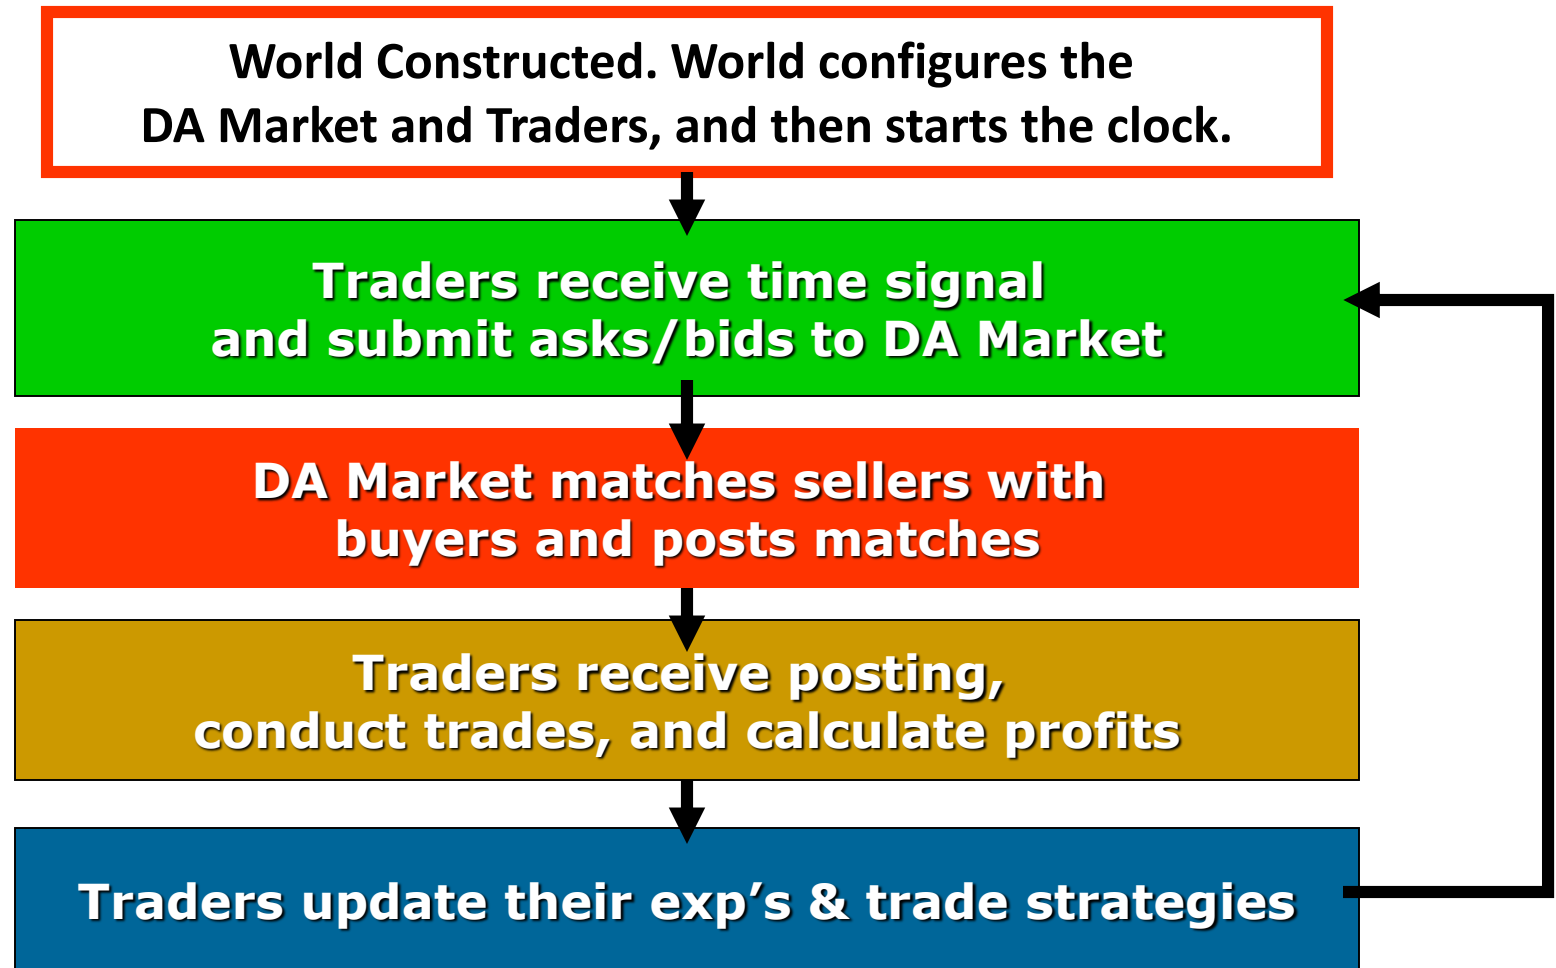 World Constructed. World configures the
DA Market and Traders, and then starts the clock.
Traders receive time signal
and submit asks/bids to DA Market
DA Market matches sellers with
buyers and posts matches
Traders receive posting,
conduct trades, and calculate profits
Traders update their exp’s & trade strategies